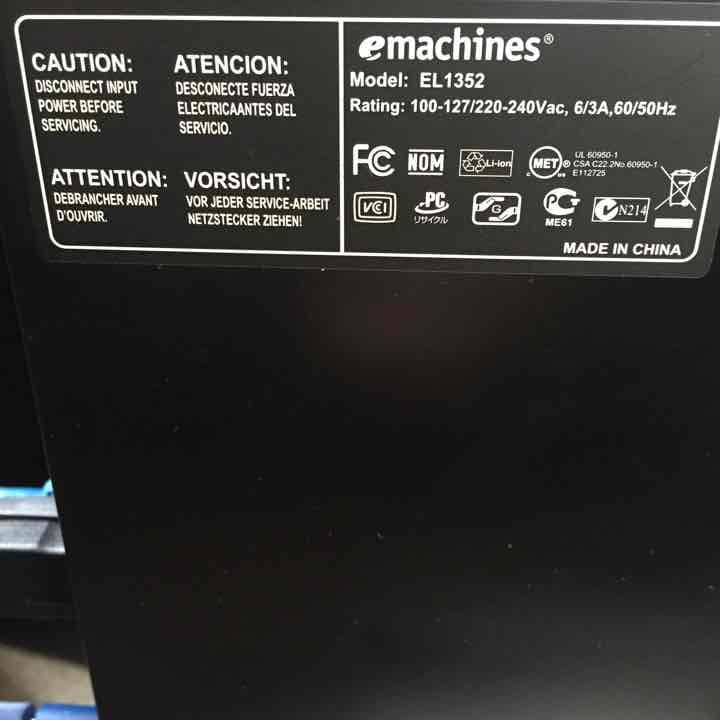 CAUTION:
DISCONNECT INPUT
POWER BEFORE
SERVICING.
ATENCION:
DESCONECTE FUERZA
ELECTRICAANTES DEL
SERVICIO.
ATTENTION:
DEBRANCHER AVANT
D'OUVRIR.
VORSICHT:
VOR JEDER SERVICE-ARBEIT
NETZSTECKER ZIEHEN!
emachines®
Model: EL1352
Rating: 100-127/220-240Vac, 6/3A,60/50Hz
FC NOM Li-ion c MET ® us
UL 60950-1
CSA C22.2No.60950-1
E112725
VCI PC G PG N214
リサイクル ME61
MADE IN CHINA